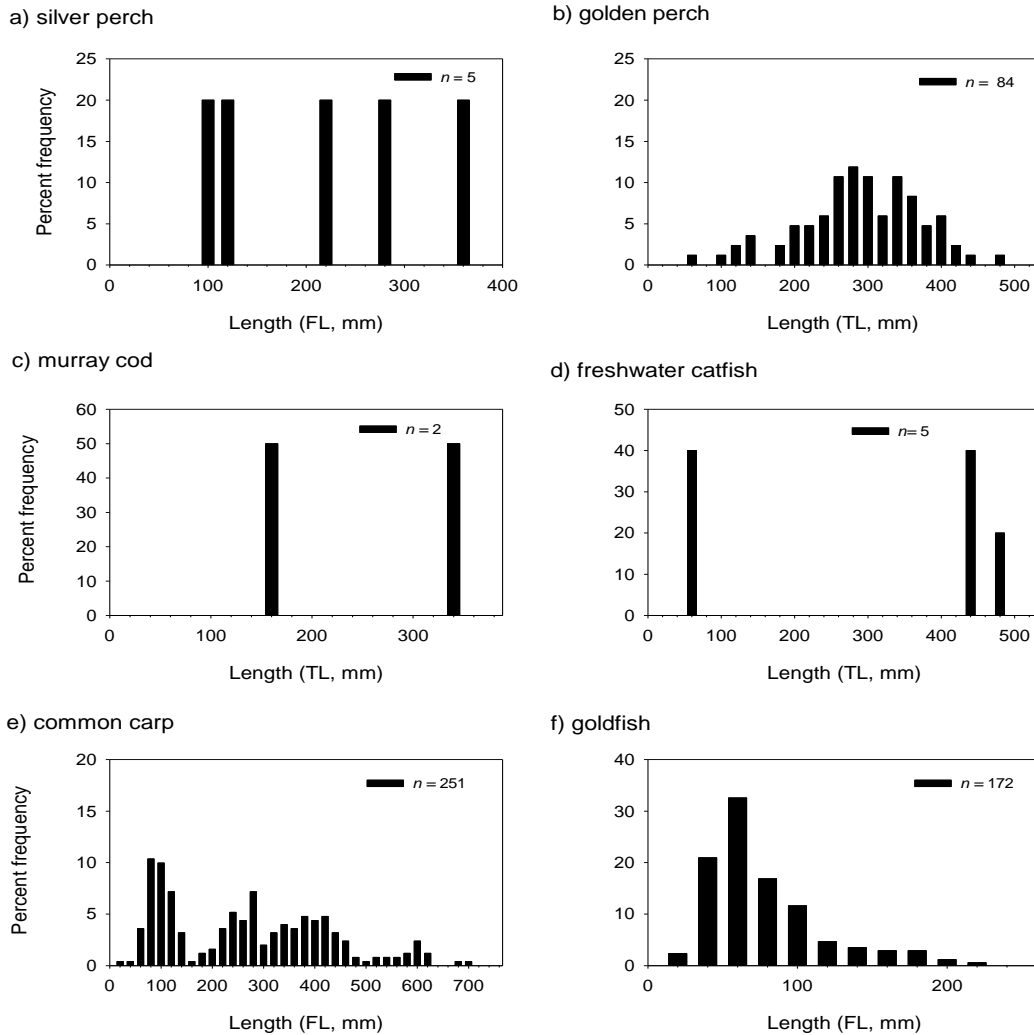 a) silver perch
25
20
15
10
5
0
Percent frequency
n = 5
0 100 200 300 400
Length (FL, mm)
b) golden perch
25
20
15
10
5
0
n = 84
0 100 200 300 400 500
Length (TL, mm)
c) murray cod
60
50
40
30
20
10
0
Percent frequency
n = 2
0 100 200 300
Length (TL, mm)
d) freshwater catfish
50
40
30
20
10
0
n= 5
0 100 200 300 400 500
Length (TL, mm)
e) common carp
20
15
10
5
0
Percent frequency
n = 251
0 100 200 300 400 500 600 700
Length (FL, mm)
f) goldfish
40
30
20
10
0
n = 172
0 100 200
Length (FL, mm)